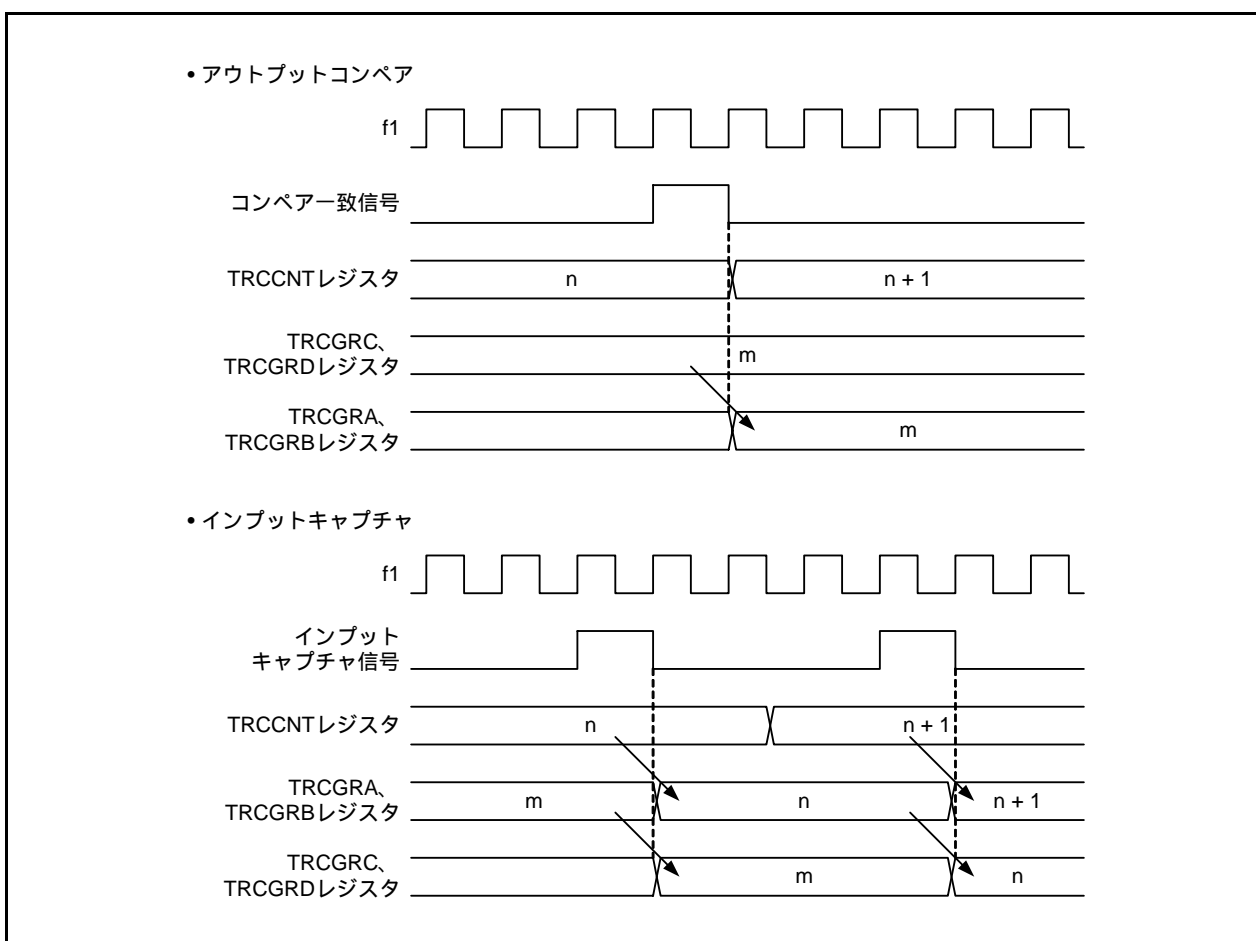 • アウトプットコンペア
f1
コンペア一致信号
TRCCNTレジスタ
n
n + 1
TRCGRC、
TRCGRDレジスタ
m
TRCGRA、
TRCGRBレジスタ
m
• インプットキャプチャ
f1
インプット
キャプチャ信号
TRCCNTレジスタ
n
n + 1
TRCGRA、
TRCGRBレジスタ
m
n
n + 1
TRCGRC、
TRCGRDレジスタ
m
n